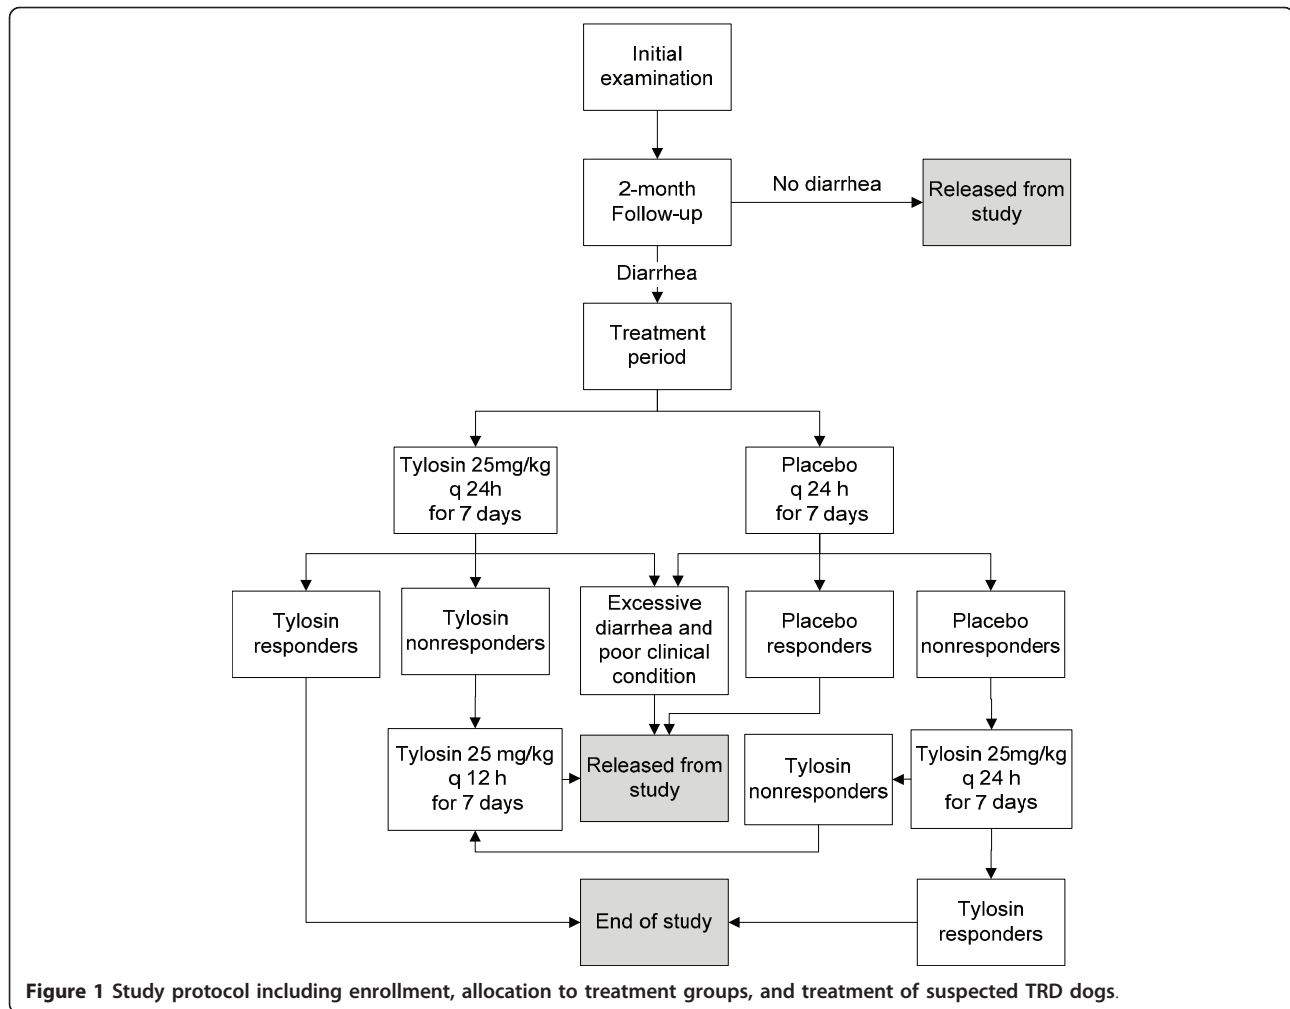 Initial
examination
2-month
Follow-up
No diarrhea
Released from
study
Diarrhea
Treatment
period
Tylosin 25mg/kg
q 24h
for 7 days
Placebo
q 24 h
for 7 days
Tylosin
responders
Tylosin
nonresponders
Excessive
diarrhea and
poor clinical
condition
Placebo
responders
Placebo
nonresponders
Tylosin 25 mg/kg
q 12 h
for 7 days
Released from
study
Tylosin
nonresponders
Tylosin 25mg/kg
q 24 h
for 7 days
End of study
Tylosin
responders
Figure 1 Study protocol including enrollment, allocation to treatment groups, and treatment of suspected TRD dogs.